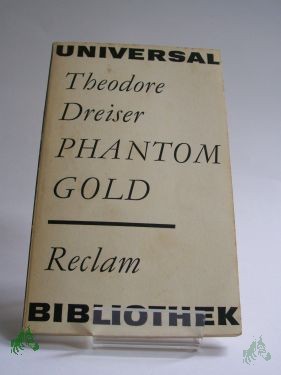 UNIVERSAL
Theodore
Dreiser
PHANTOM
GOLD
Reclam
BIBLIOTHEK